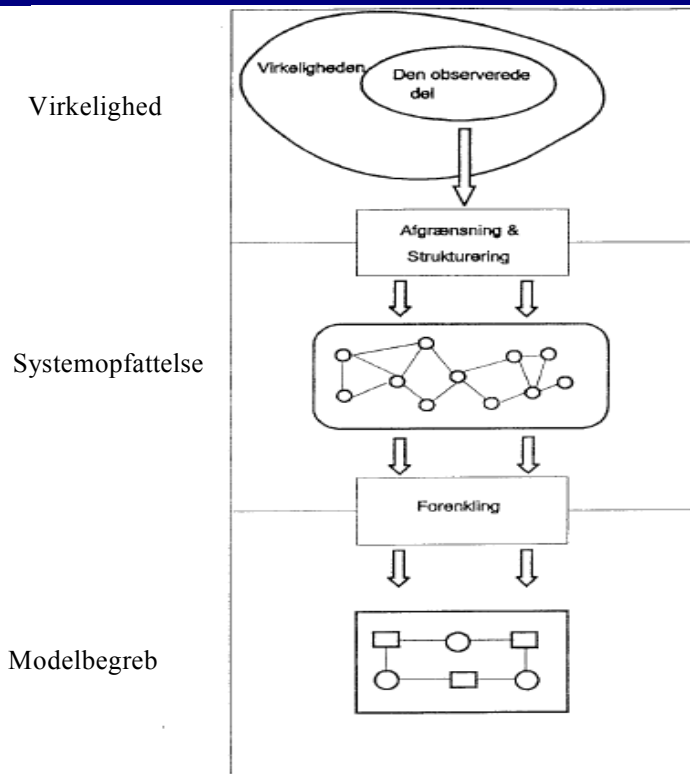 Virkelighed
Virkeligheden
Den observerede
del
Afgrænsning &
Strukturering
Systemopfattelse
Forenkling
Modelbegreb